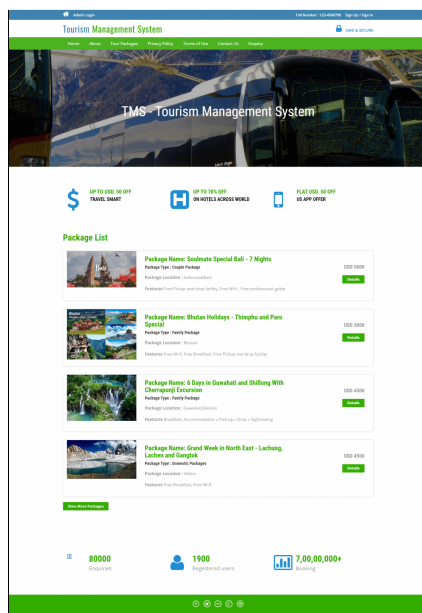 Admin Login
Toll Number : 123-4568790 Sign Up / Sign In
Tourism Management System
SAFE & SECURE
Home About Tour Packages Privacy Policy Terms of Use Contact Us Enquiry
TMS - Tourism Management System
UP TO USD. 50 OFF
TRAVEL SMART
UP TO 70% OFF
ON HOTELS ACROSS WORLD
FLAT USD. 50 OFF
US APP OFFER
Package List
Bali
Package Name: Soulmate Special Bali - 7 Nights
Package Type : Couple Package
Package Location : Indonesia(Bali)
Features Free Pickup and drop facility, Free Wi-fi , Free professional guide
USD 5000
Details
Bhutan
Package Name: Bhutan Holidays - Thimphu and Paro
Special
Package Type : Family Package
Package Location : Bhutan
Features Free Wi-fi, Free Breakfast, Free Pickup and drop facility
USD 3000
Details
Package Name: 6 Days in Guwahati and Shillong With
Cherrapunji Excursion
Package Type : Family Package
Package Location : Guwahati(Sikkim)
Features Breakfast, Accommodation » Pick-up » Drop » Sightseeing
USD 4500
Details
Package Name: Grand Week in North East - Lachung,
Lachen and Gangtok
Package Type : Domestic Packages
Package Location : Sikkim
Features Free Breakfast, Free Wi-fi
USD 4500
Details
View More Packages
80000
Enquiries
1900
Registered users
7,00,00,000+
Booking